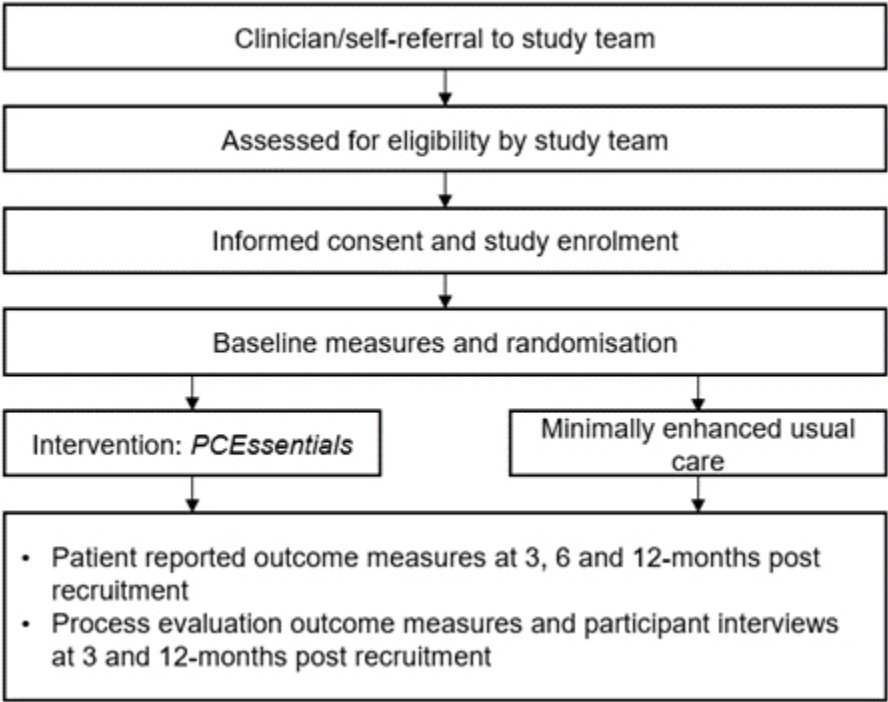 Clinician/self-referral to study team
Assessed for eligibility by study team
Informed consent and study enrolment
Baseline measures and randomisation
Intervention: PCEssentials
Minimally enhanced usual
care
• Patient reported outcome measures at 3, 6 and 12-months post
recruitment
• Process evaluation outcome measures and participant interviews
at 3 and 12-months post recruitment